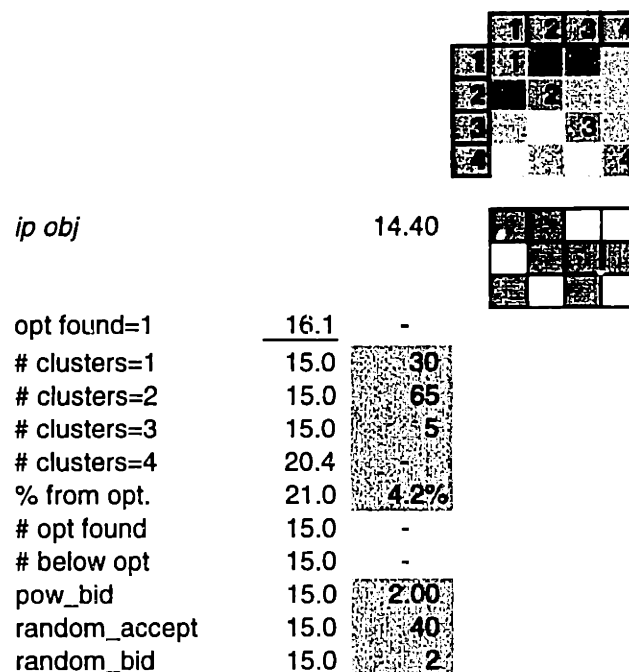 1 2 3 4
1 1
2 2
3 3
4 4
ip obj 14.40
opt found=1 16.1 -
# clusters=1 15.0 30
# clusters=2 15.0 65
# clusters=3 15.0 5
# clusters=4 20.4 -
% from opt. 21.0 4.2%
# opt found 15.0 -
# below opt 15.0 -
pow_bid 15.0 2.00
random_accept 15.0 40
random_bid 15.0 2